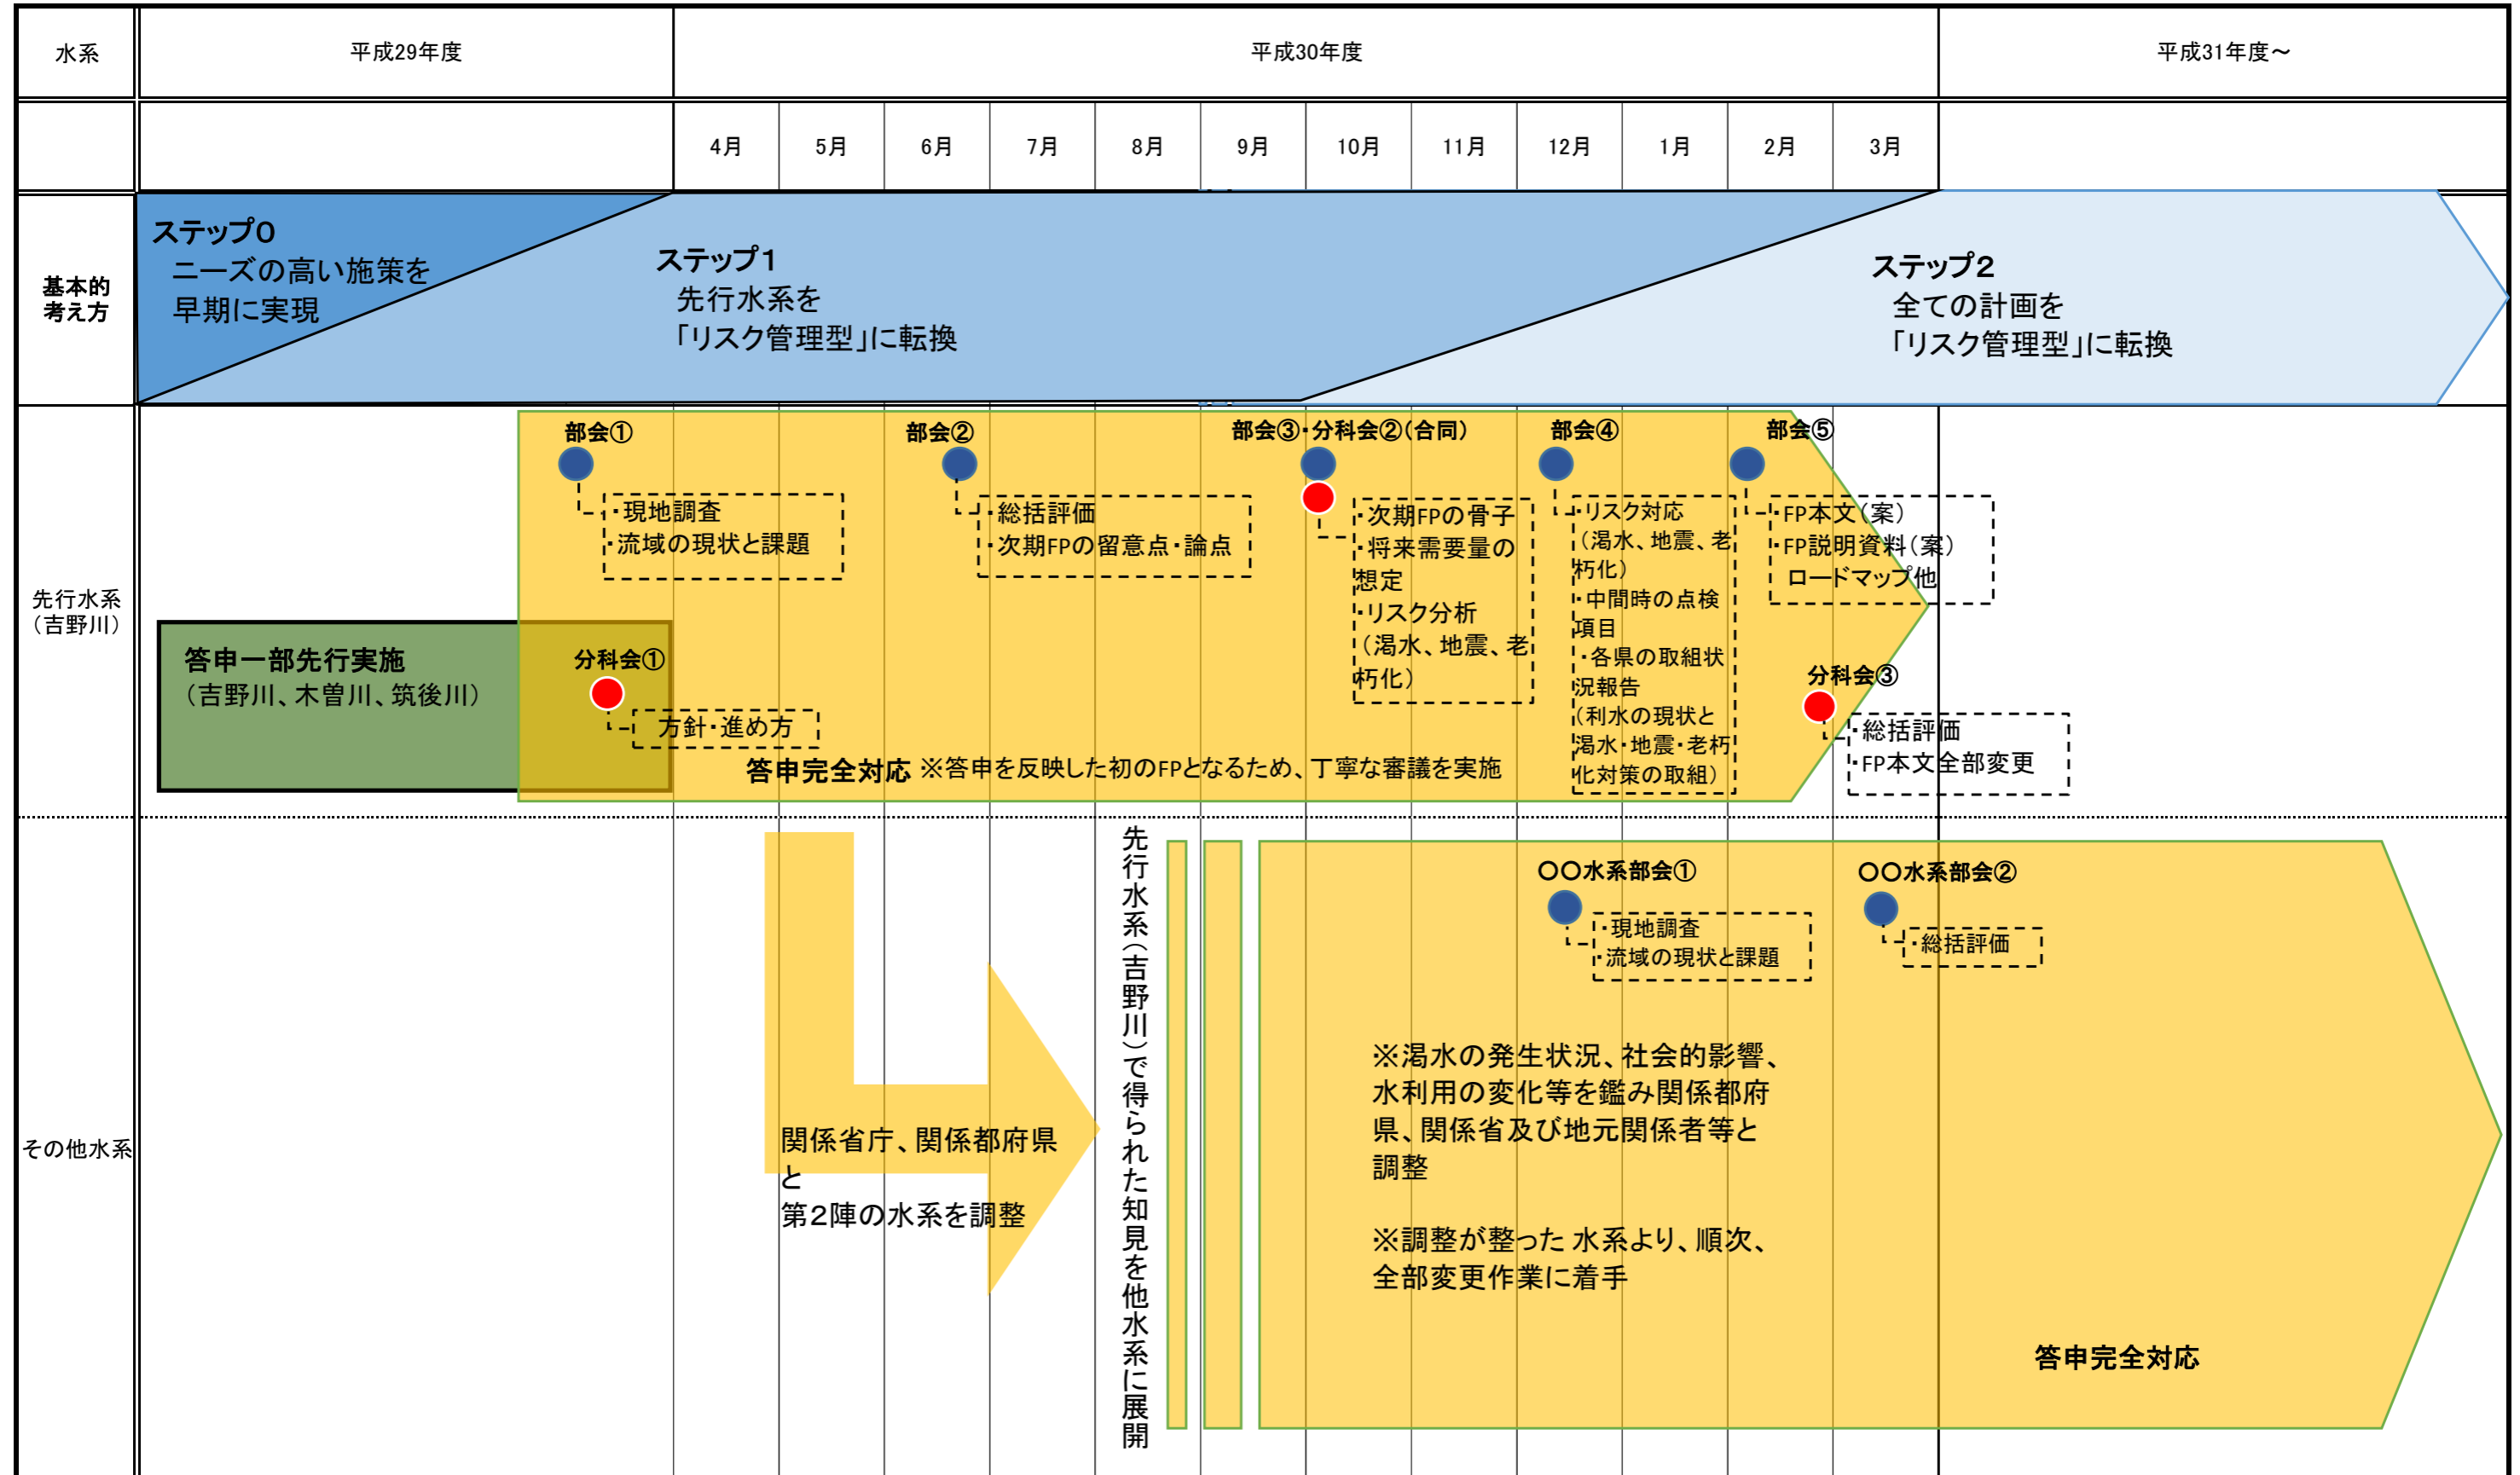 水系
平成29年度
平成30年度
平成31年度～
4月
5月
6月
7月
8月
9月
10月
11月
12月
1月
2月
3月
基本的
考え方
ステップ０
ニーズの高い施策を
早期に実現
ステップ１
先行水系を
「リスク管理型」に転換
ステップ２
全ての計画を
「リスク管理型」に転換
先行水系
（吉野川）
部会①
・現地調査
・流域の現状と課題
部会②
・総括評価
・次期FPの留意点・論点
部会③・分科会②（合同）
・次期FPの骨子
・将来需要量の
想定
・リスク分析
（渇水、地震、老
朽化）
部会④
・リスク対応
（渇水、地震、老
朽化）
・中間時の点検
項目
・各県の取組状
況報告
（利水の現状と
渇水・地震・老朽
化対策の取組）
部会⑤
・FP本文（案）
・FP説明資料（案）
ロードマップ他
答申一部先行実施
（吉野川、木曽川、筑後川）
分科会①
方針・進め方
分科会③
・総括評価
・FP本文全部変更
答申完全対応 ※答申を反映した初のFPとなるため、丁寧な審議を実施
その他水系
関係省庁、関係都府県
と
第２陣の水系を調整
先行水系（吉野川）で得られた知見を他水系に展開
〇〇水系部会①
・現地調査
・流域の現状と課題
〇〇水系部会②
・総括評価
※渇水の発生状況、社会的影響、
水利用の変化等を鑑み関係都府
県、関係省及び地元関係者等と
調整
※調整が整った水系より、順次、
全部変更作業に着手
答申完全対応